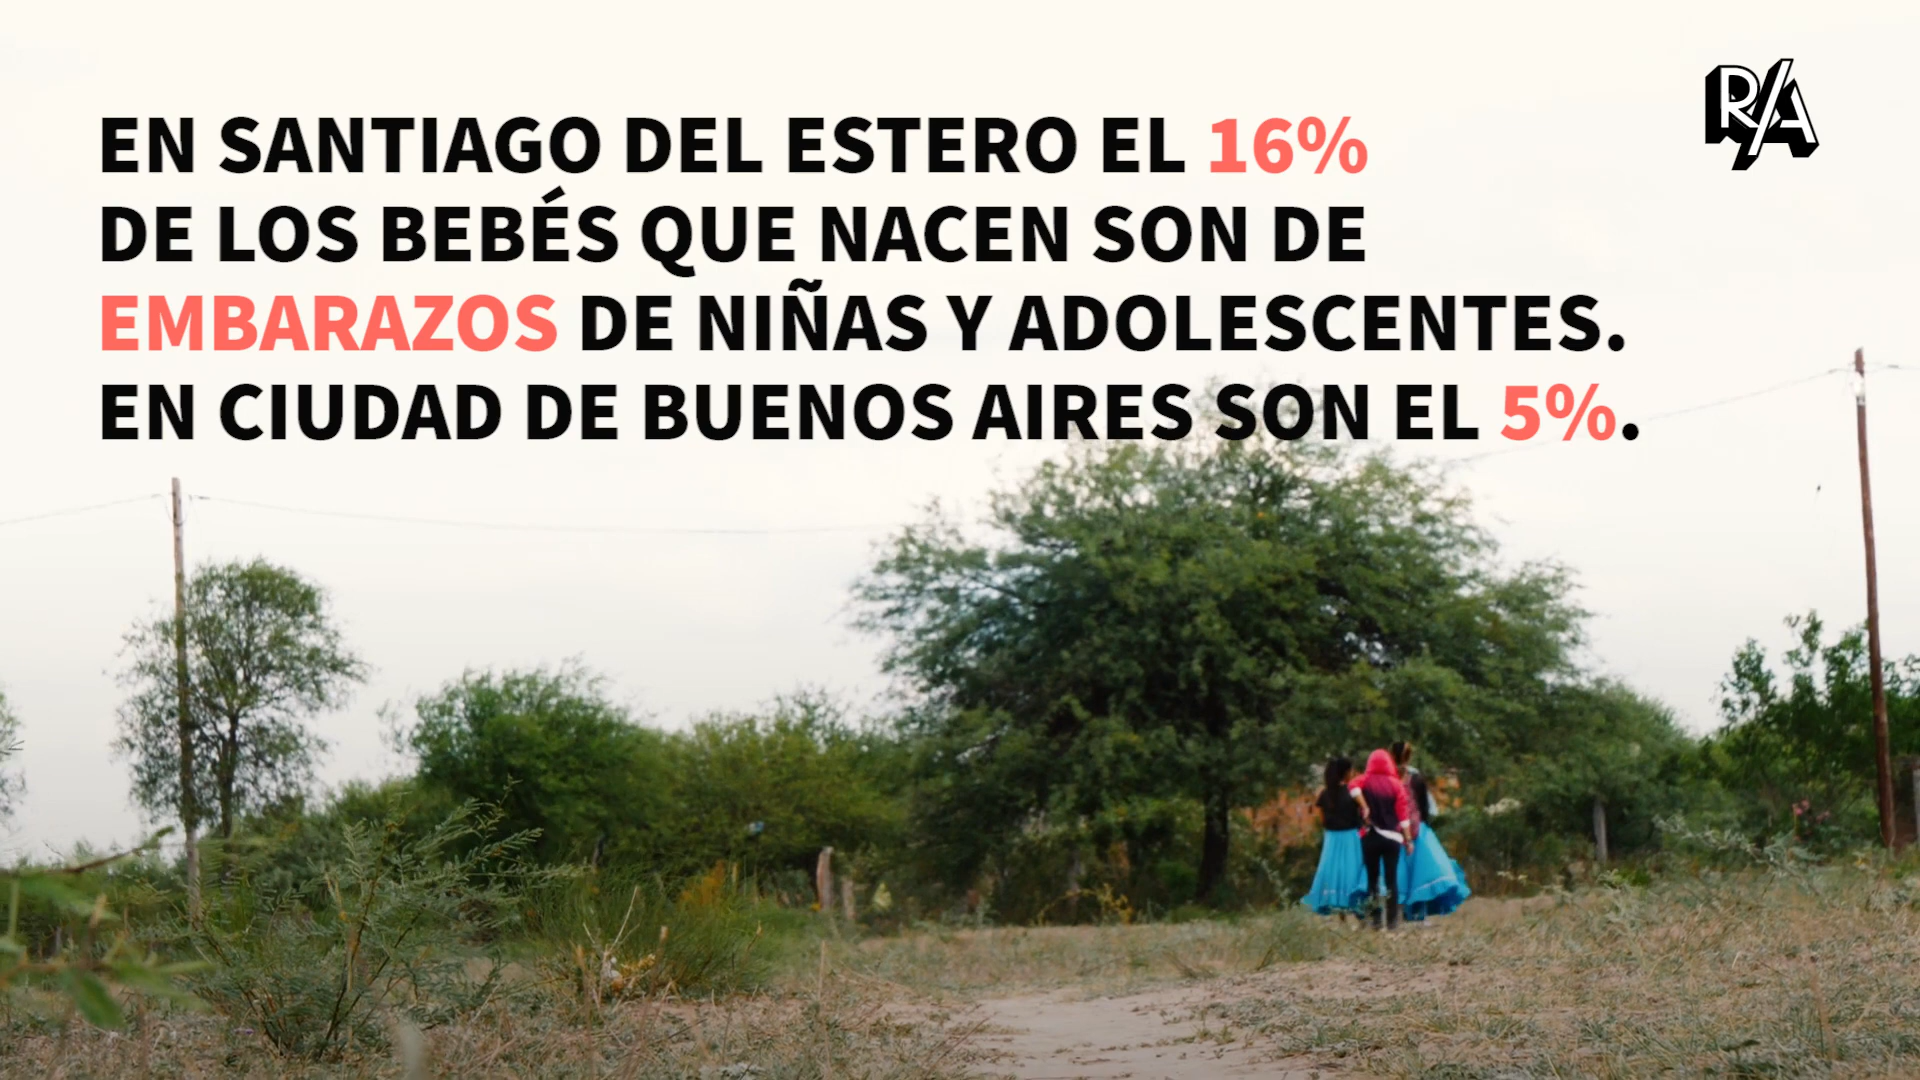 EN SANTIAGO DEL ESTERO EL 16%
DE LOS BEBÉS QUE NACEN SON DE
EMBARAZOS DE NIÑAS Y ADOLESCENTES.
EN CIUDAD DE BUENOS AIRES SON EL 5%.
R/A